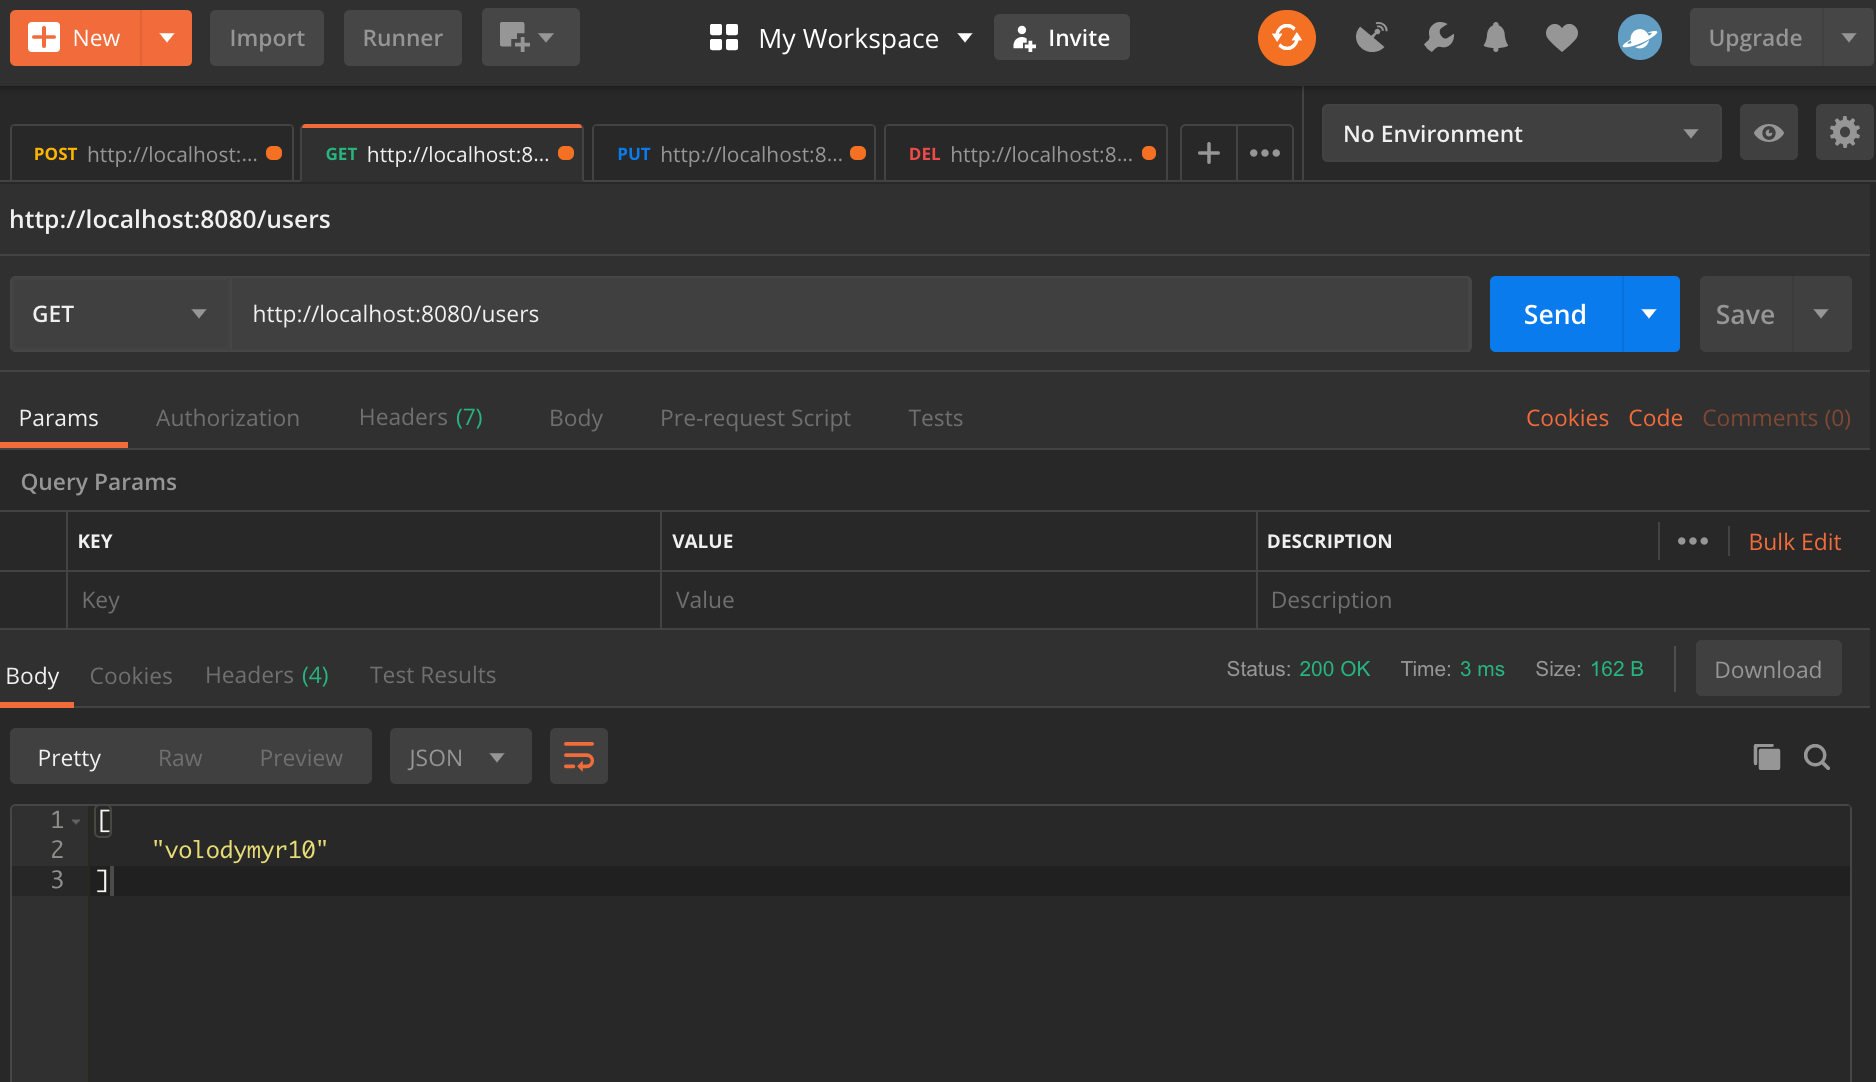 New Import Runner My Workspace Invite Upgrade
POST http://localhost:... GET http://localhost:8... PUT http://localhost:8... DEL http://localhost:8... No Environment
http://localhost:8080/users
GET http://localhost:8080/users Send Save
Params Authorization Headers (7) Body Pre-request Script Tests Cookies Code Comments (0)
Query Params
KEY VALUE DESCRIPTION ••• Bulk Edit
Key Value Description
Body Cookies Headers (4) Test Results Status: 200 OK Time: 3 ms Size: 162 B Download
Pretty Raw Preview JSON
1 [
2 "volodymyr10"
3 ]